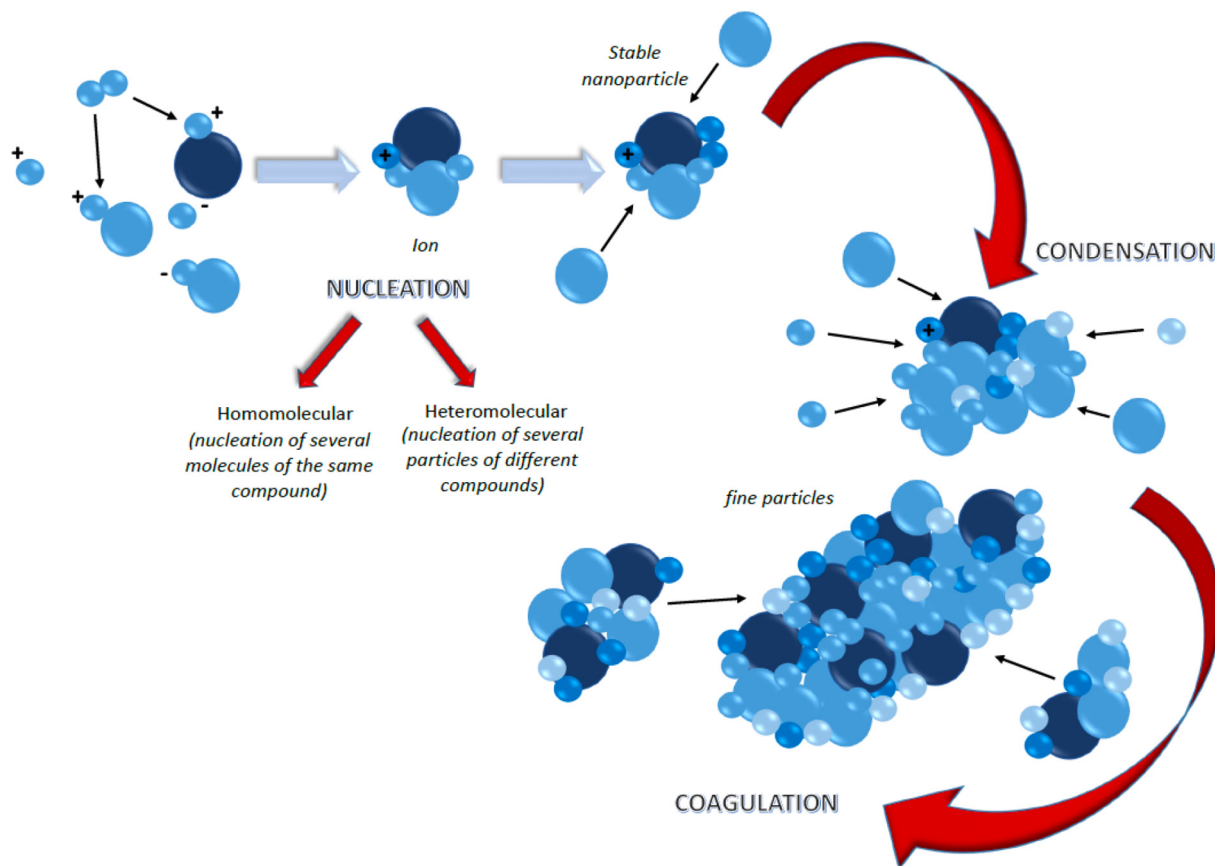 Stable
nanoparticle
+
+
+
-
-
+
+
Ion
NUCLEATION
CONDENSATION
+
Homomolecular
(nucleation of several
molecules of the same
compound)
Heteromolecular
(nucleation of several
particles of different
compounds)
fine particles
COAGULATION